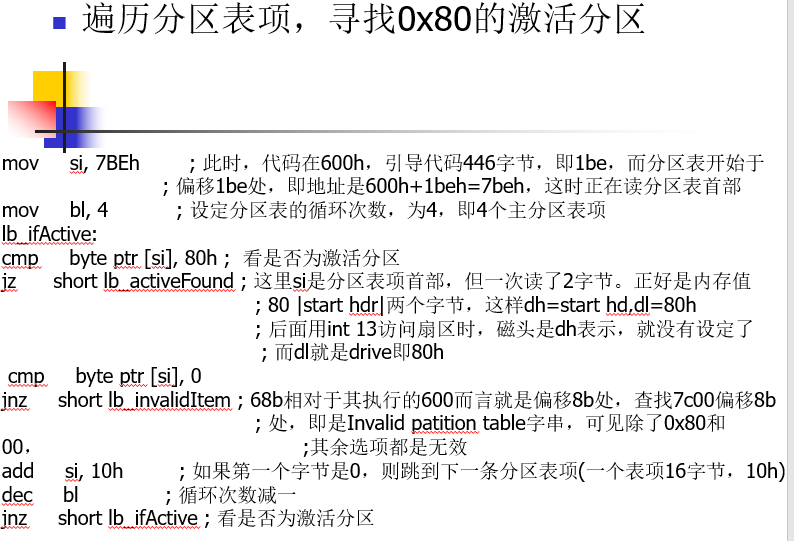 遍历分区表项，寻找0x80的激活分区
mov si, 7BEh ; 此时，代码在600h，引导代码446字节，即1be，而分区表开始于
; 偏移1be处，即地址是600h+1beh=7beh，这时正在读分区表首部
mov bl, 4 ; 设定分区表的循环次数，为4，即4个主分区表项
lb_ifActive:
cmp byte ptr [si], 80h ; 看是否为激活分区
jz short lb_activeFound ; 这里si是分区表项首部，但一次读了2字节。正好是内存值
; 80 |start hdr|两个字节，这样dh=start hd,dl=80h
; 后面用int 13访问扇区时，磁头是dh表示，就没有设定了
; 而dl就是drive即80h
cmp byte ptr [si], 0
jnz short lb_invalidItem ; 68b相对于其执行的600而言就是偏移8b处，查找7c00偏移8b
; 处，即是Invalid patition table字串，可见除了0x80和
00， ;其余选项都是无效
add si, 10h ; 如果第一个字节是0，则跳到下一条分区表项(一个表项16字节，10h)
dec bl ; 循环次数减一
jnz short lb_ifActive ; 看是否为激活分区